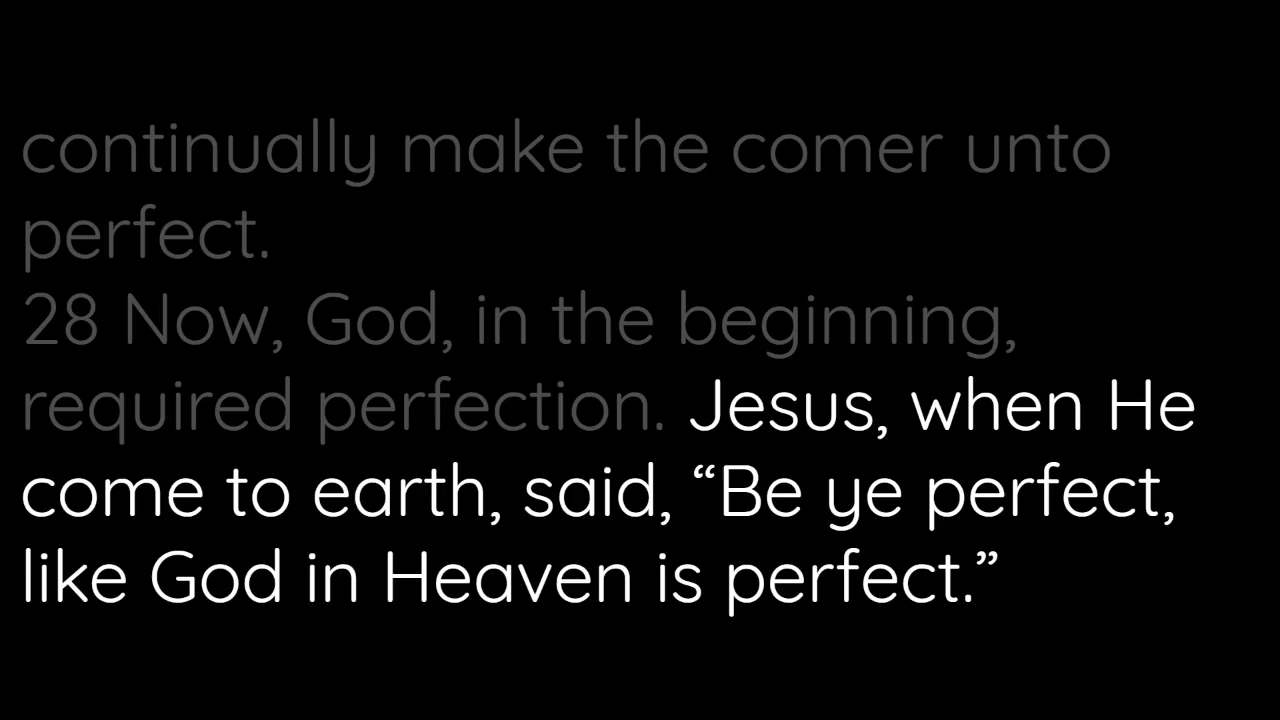 continually make the comer unto
perfect.
28 Now, God, in the beginning,
required perfection. Jesus, when He
come to earth, said, “Be ye perfect,
like God in Heaven is perfect.”